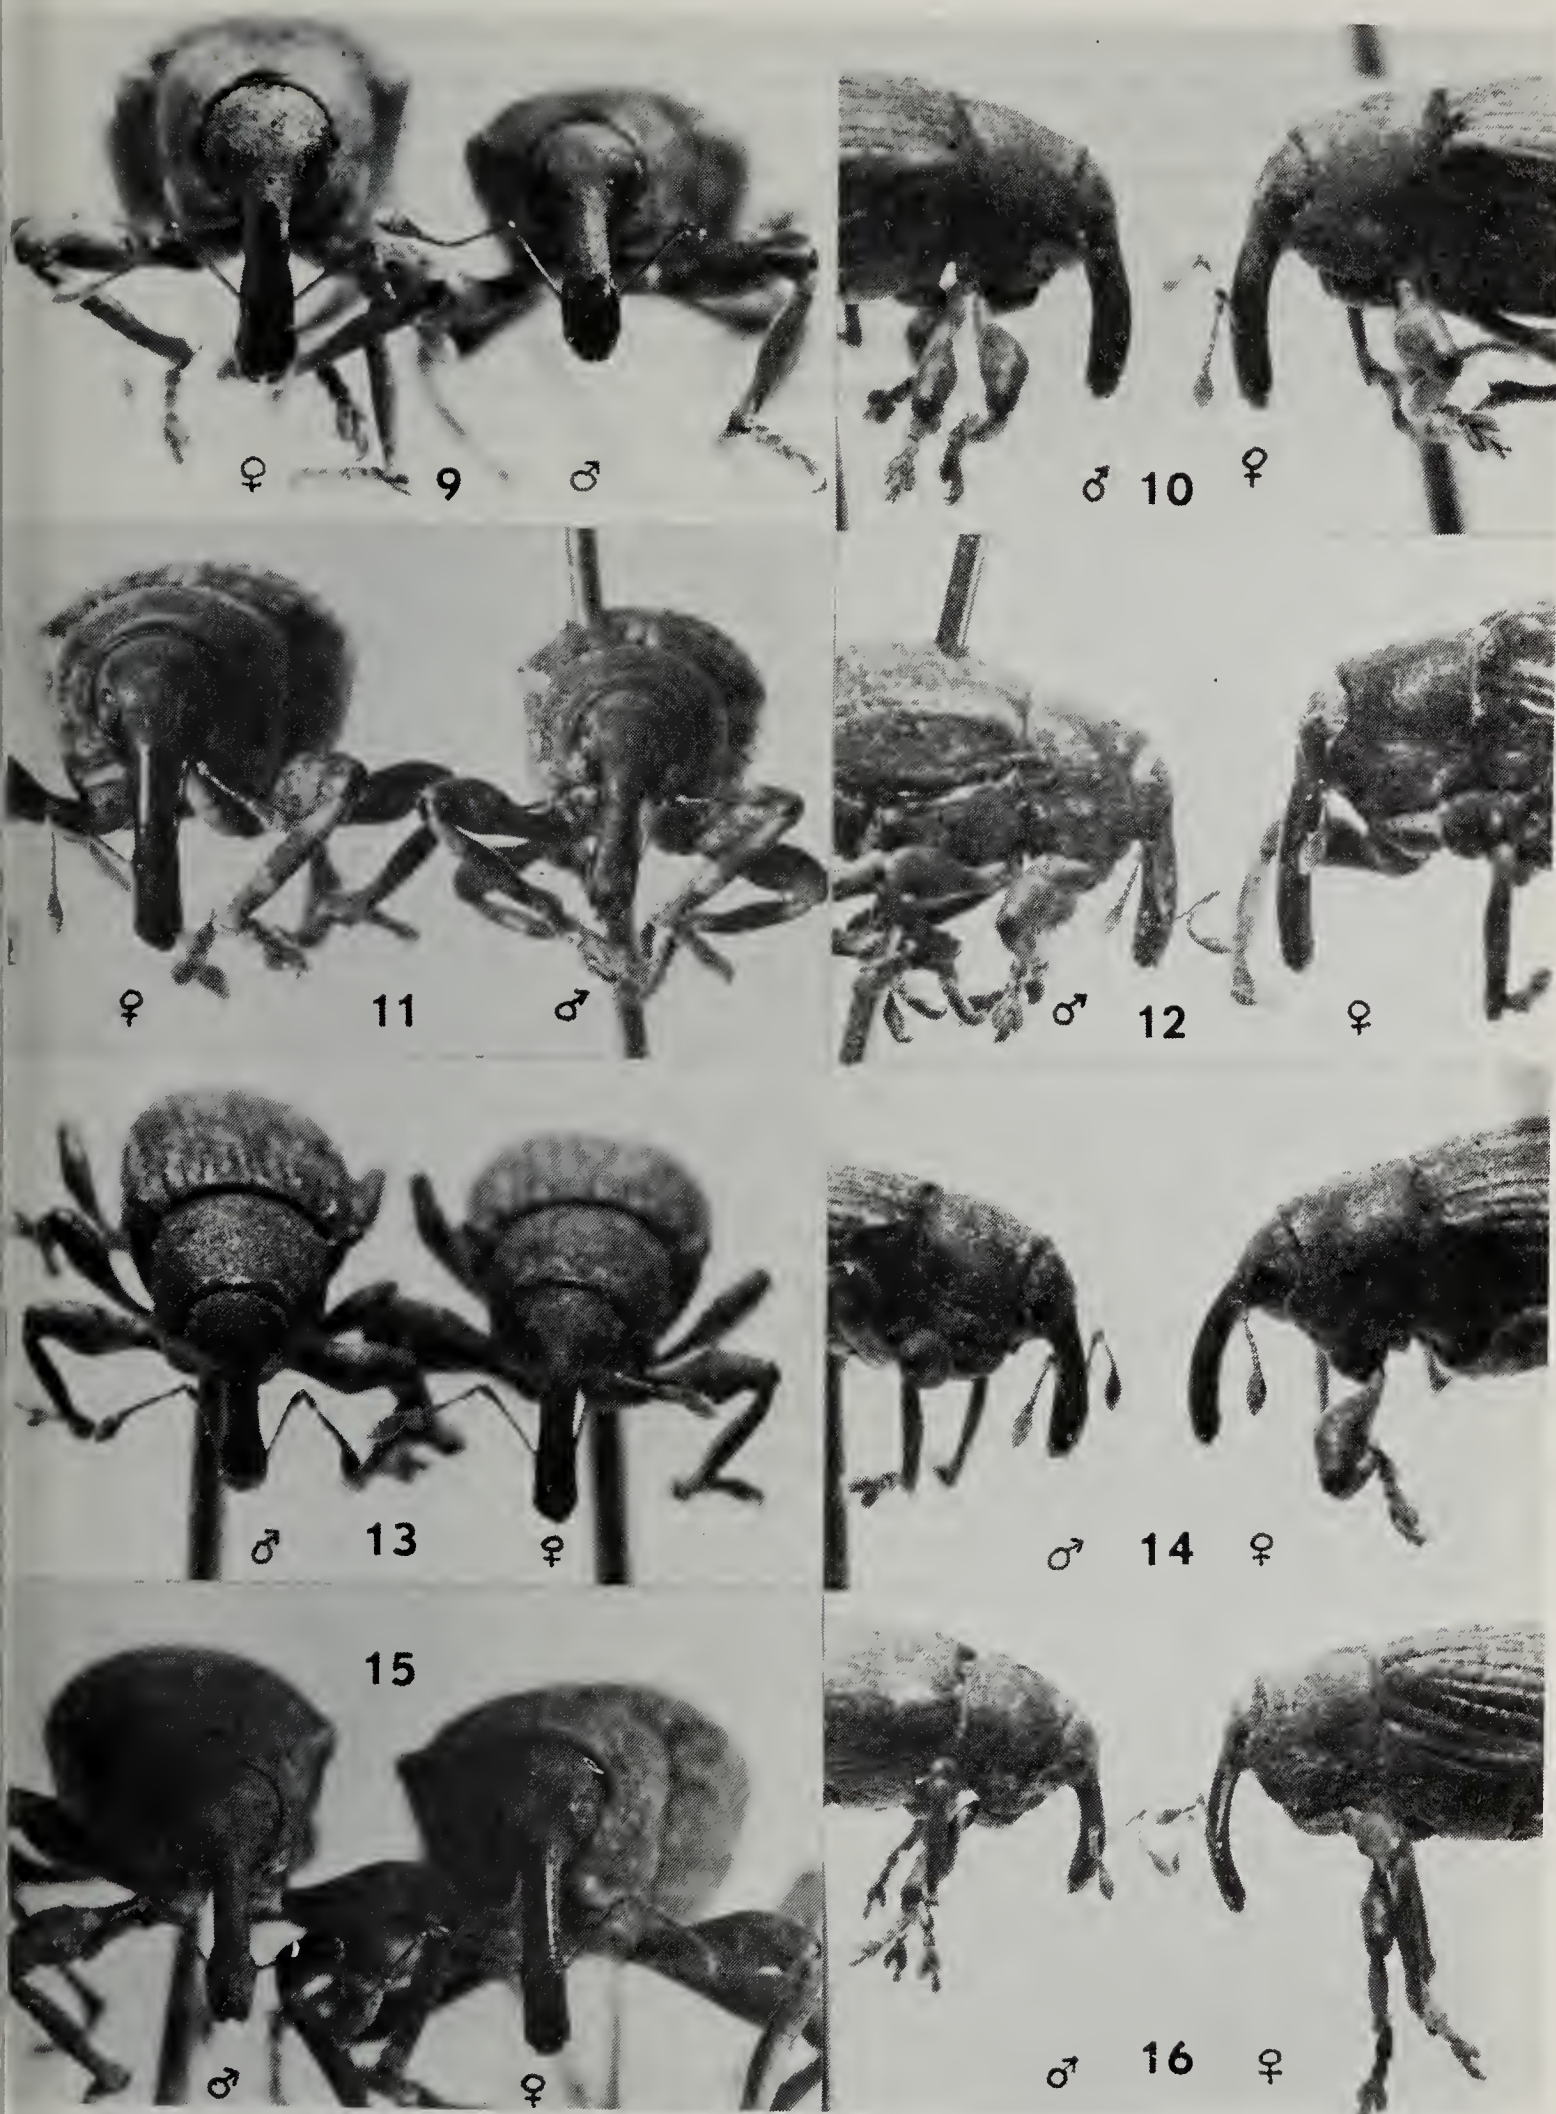 ♀ 9 ♂
♂ 10 ♀
♀ 11 ♂
♂ 12 ♀
♂ 13 ♀
♂ 14 ♀
15
♂ ♀
♂ 16 ♀